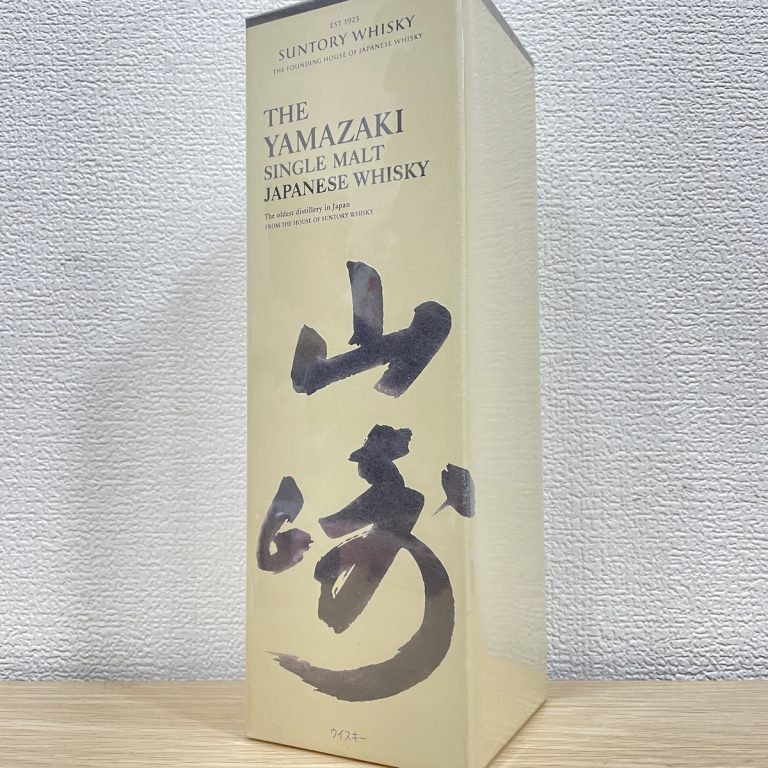 EST 1923
SUNTORY WHISKY
THE FOUNDING HOUSE OF JAPANESE WHISKY
THE
YAMAZAKI
SINGLE MALT
JAPANESE WHISKY
The oldest distillery in Japan
FROM THE HOUSE OF SUNTORY WHISKY
山
崎
ウイスキー